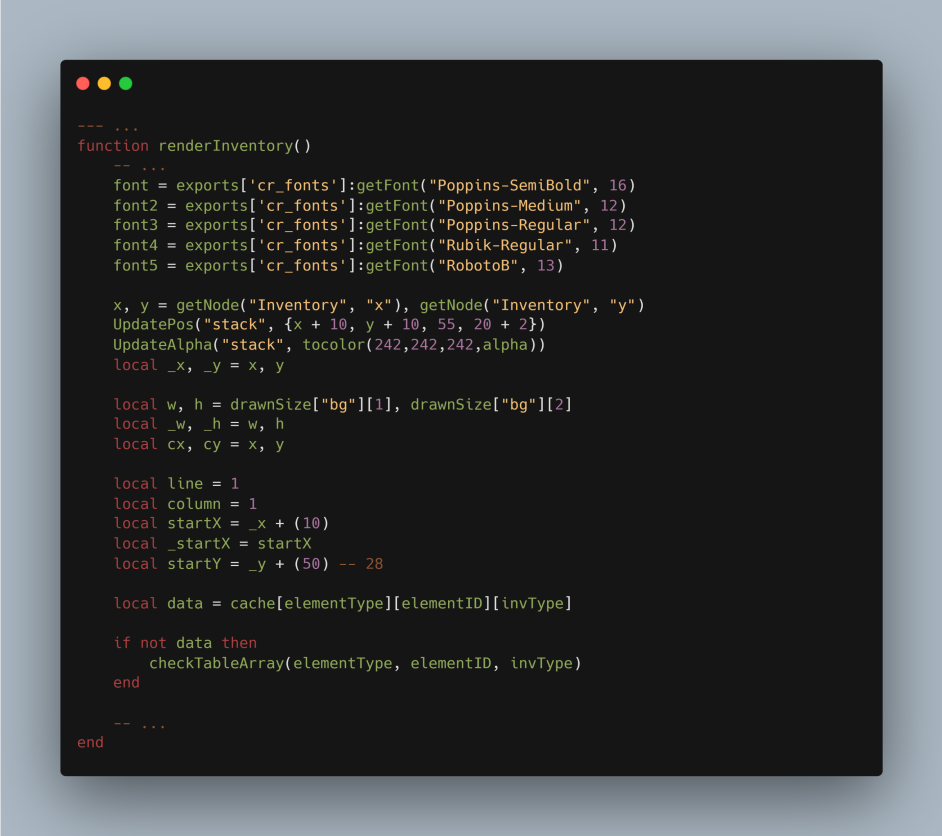 --- ...
function renderInventory()
    -- ...
    font = exports['cr_fonts']:getFont("Poppins-SemiBold", 16)
    font2 = exports['cr_fonts']:getFont("Poppins-Medium", 12)
    font3 = exports['cr_fonts']:getFont("Poppins-Regular", 12)
    font4 = exports['cr_fonts']:getFont("Rubik-Regular", 11)
    font5 = exports['cr_fonts']:getFont("RobotoB", 13)

    x, y = getNode("Inventory", "x"), getNode("Inventory", "y")
    UpdatePos("stack", {x + 10, y + 10, 55, 20 + 2})
    UpdateAlpha("stack", tocolor(242,242,242,alpha))
    local _x, _y = x, y

    local w, h = drawnSize["bg"][1], drawnSize["bg"][2]
    local _w, _h = w, h
    local cx, cy = x, y

    local line = 1
    local column = 1
    local startX = _x + (10)
    local _startX = startX
    local startY = _y + (50) -- 28

    local data = cache[elementType][elementID][invType]

    if not data then
        checkTableArray(elementType, elementID, invType)
    end

    -- ...
end